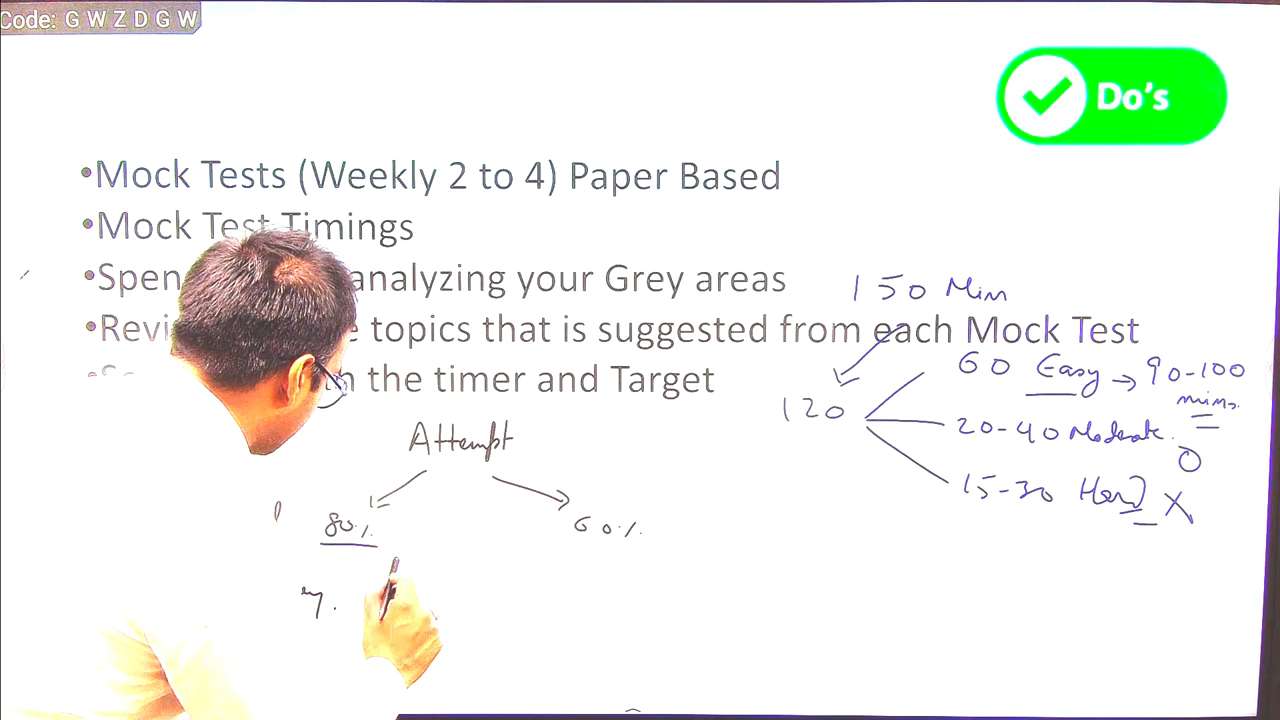 Code: G W Z D G W
Do's
•Mock Tests (Weekly 2 to 4) Paper Based
•Mock Test Timings
•Spen analyzing your Grey areas
•Revi topics that is suggested from each Mock Test
the timer and Target
150 Min
120
60 Easy → 90-100 mins.
20-40 Moderate.
15-30 Hard X
Attempt
80% 60%